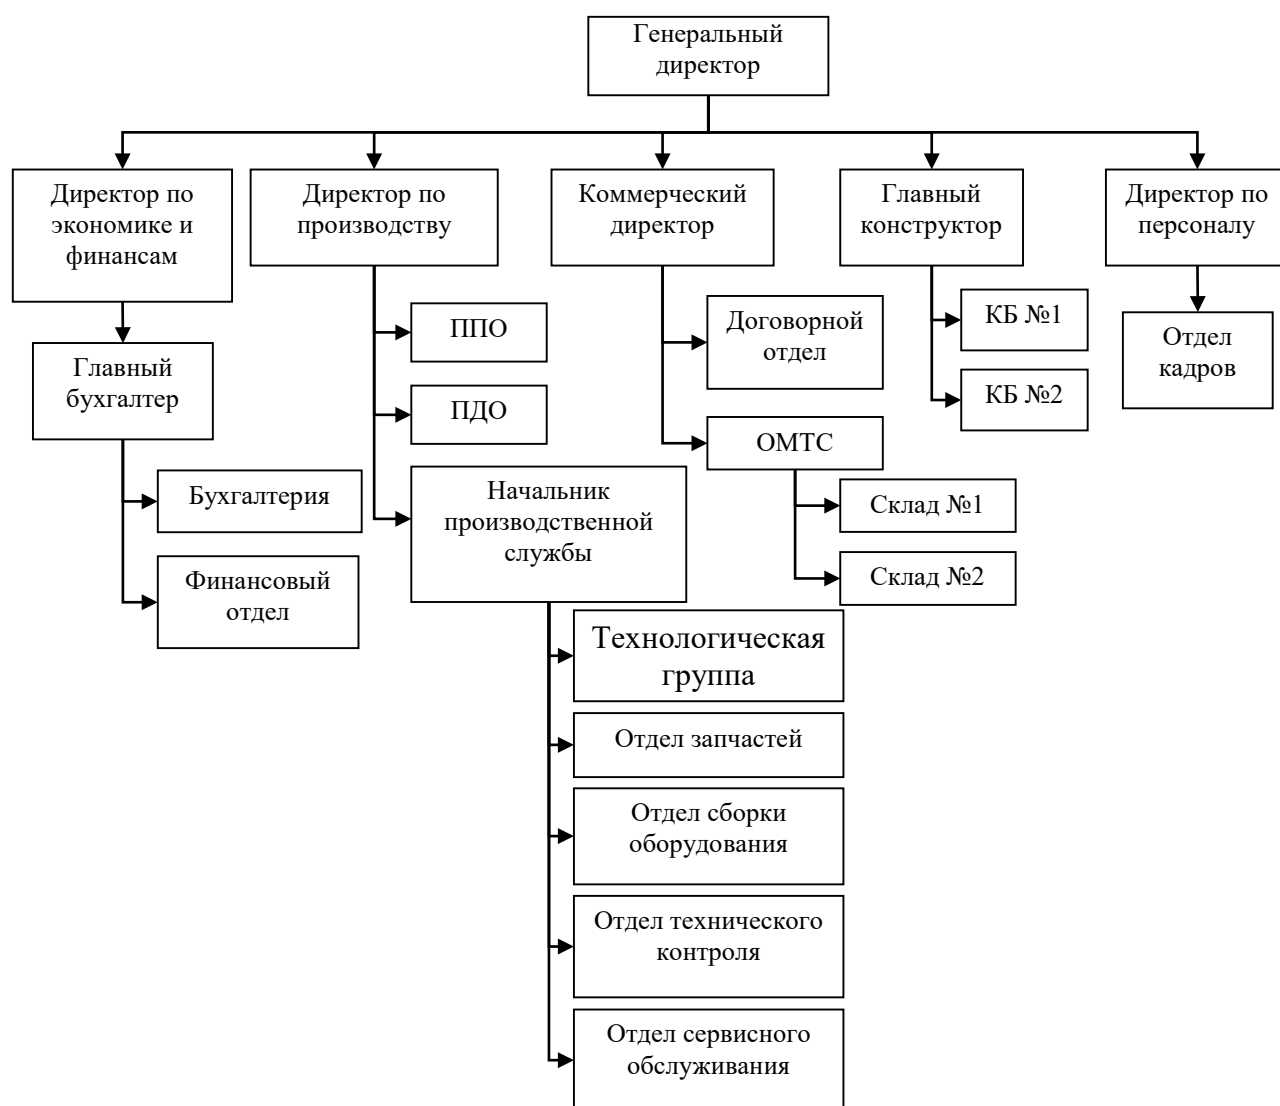 Генеральный
директор
Директор по
экономике и
финансам
Директор по
производству
Коммерческий
директор
Главный
конструктор
Директор по
персоналу
Главный
бухгалтер
Бухгалтерия
Финансовый
отдел
ППО
ПДО
Начальник
производственной
службы
Технологическая
группа
Отдел запчастей
Отдел сборки
оборудования
Отдел технического
контроля
Отдел сервисного
обслуживания
Договорной
отдел
ОМТС
Склад №1
Склад №2
КБ №1
КБ №2
Отдел
кадров